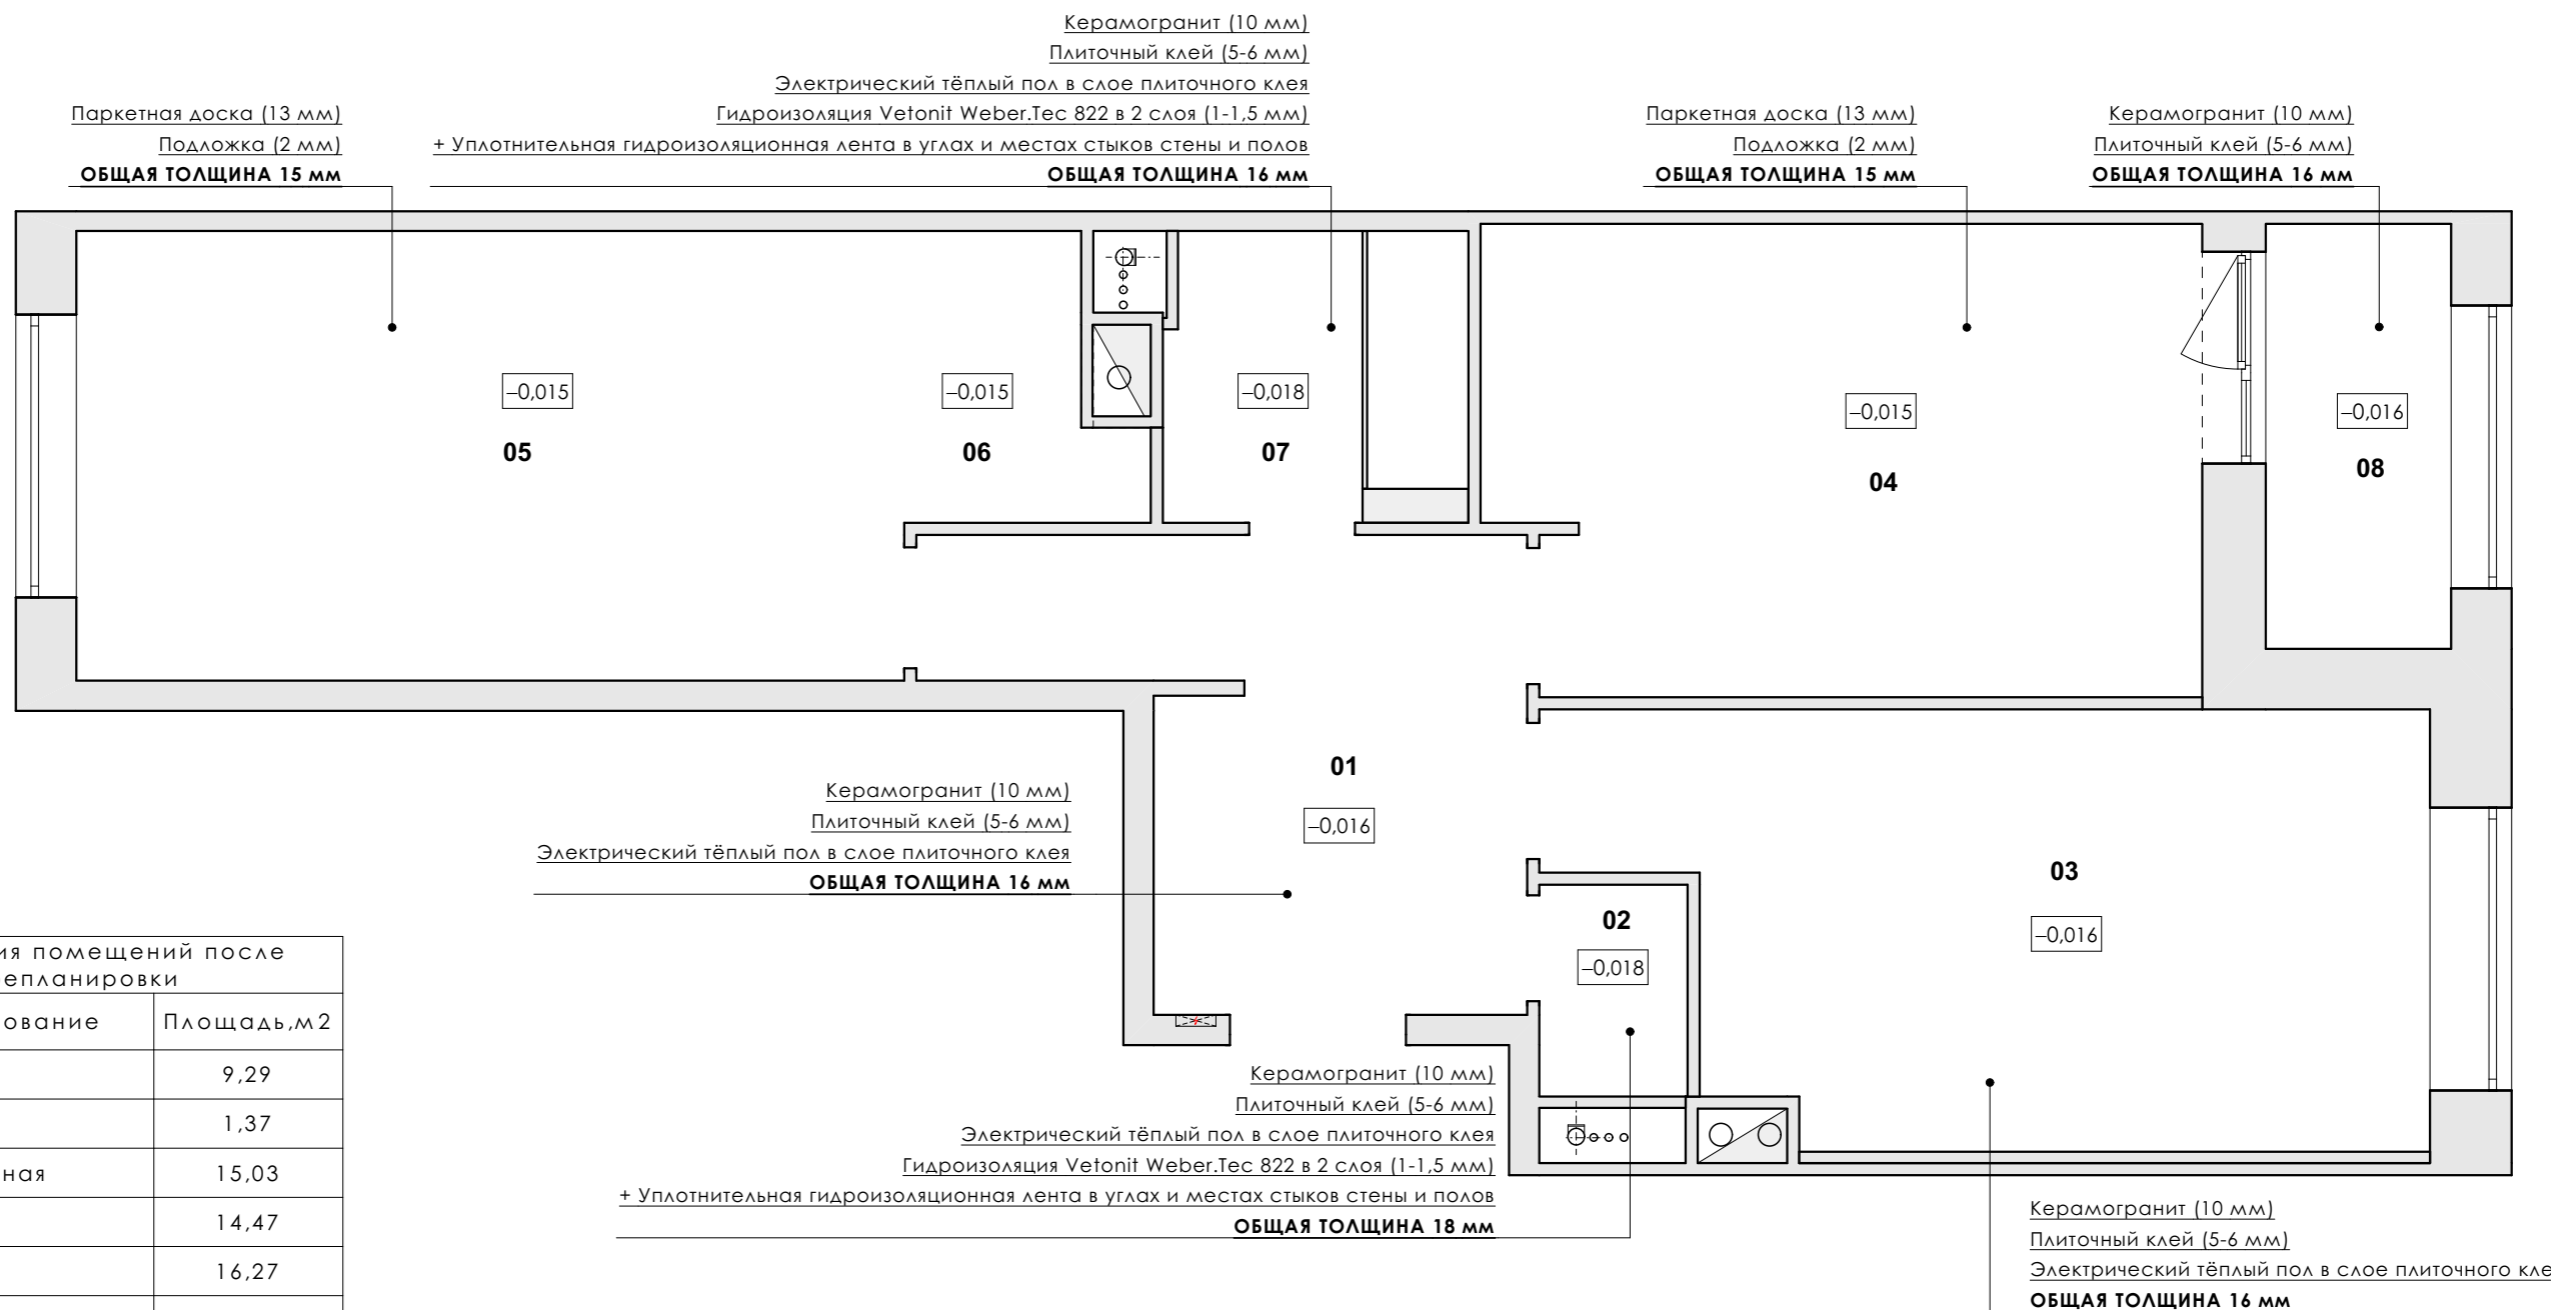 Керамогранит (10 мм)
Плиточный клей (5-6 мм)
Электрический тёплый пол в слое плиточного клея
Гидроизоляция Vetonit Weber.Tec 822 в 2 слоя (1-1,5 мм)
+ Уплотнительная гидроизоляционная лента в углах и местах стыков стены и полов
ОБЩАЯ ТОЛЩИНА 16 мм
Паркетная доска (13 мм)
Подложка (2 мм)
ОБЩАЯ ТОЛЩИНА 15 мм
Паркетная доска (13 мм)
Подложка (2 мм)
ОБЩАЯ ТОЛЩИНА 15 мм
Керамогранит (10 мм)
Плиточный клей (5-6 мм)
ОБЩАЯ ТОЛЩИНА 16 мм
–0,015
05
–0,015
06
–0,018
07
–0,015
04
–0,016
08
01
–0,016
Керамогранит (10 мм)
Плиточный клей (5-6 мм)
Электрический тёплый пол в слое плиточного клея
ОБЩАЯ ТОЛЩИНА 16 мм
02
–0,018
03
–0,016
Керамогранит (10 мм)
Плиточный клей (5-6 мм)
Электрический тёплый пол в слое плиточного клея
Гидроизоляция Vetonit Weber.Tec 822 в 2 слоя (1-1,5 мм)
+ Уплотнительная гидроизоляционная лента в углах и местах стыков стены и полов
ОБЩАЯ ТОЛЩИНА 18 мм
Керамогранит (10 мм)
Плиточный клей (5-6 мм)
Электрический тёплый пол в слое плиточного кле
ОБЩАЯ ТОЛЩИНА 16 мм
ия помещений после
епланировки
ование Площадь,м2
9,29
1,37
ная 15,03
14,47
16,27